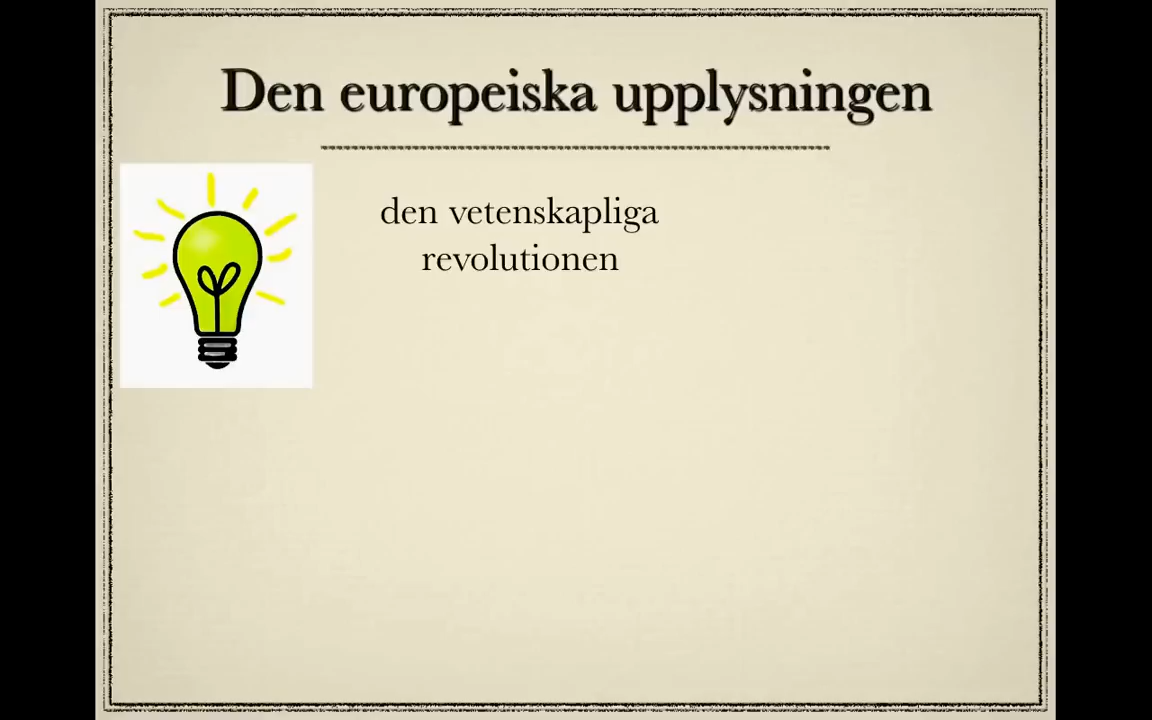 Den europeiska upplysningen
den vetenskapliga
revolutionen